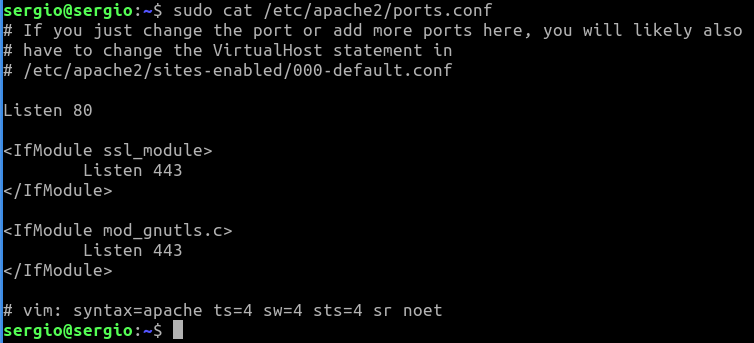 sergio@sergio:~$ sudo cat /etc/apache2/ports.conf
# If you just change the port or add more ports here, you will likely also
# have to change the VirtualHost statement in
# /etc/apache2/sites-enabled/000-default.conf

Listen 80

<IfModule ssl_module>
        Listen 443
</IfModule>

<IfModule mod_gnutls.c>
        Listen 443
</IfModule>

# vim: syntax=apache ts=4 sw=4 sts=4 sr noet
sergio@sergio:~$